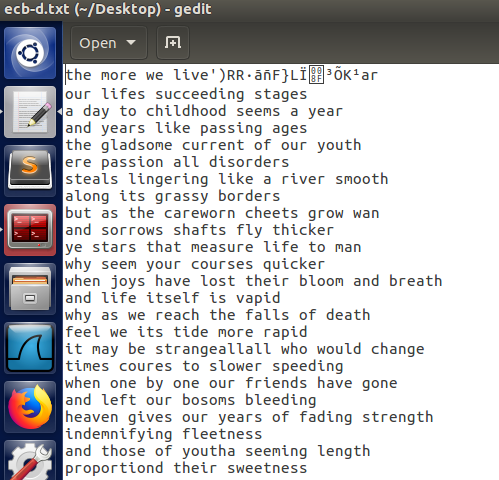 ecb-d.txt (~/Desktop) - gedit
Open
the more we live')RR·āñF}LÏ³ÕK¹ar
our lifes succeeding stages
a day to childhood seems a year
and years like passing ages
the gladsome current of our youth
ere passion all disorders
steals lingering like a river smooth
along its grassy borders
but as the careworn cheets grow wan
and sorrows shafts fly thicker
ye stars that measure life to man
why seem your courses quicker
when joys have lost their bloom and breath
and life itself is vapid
why as we reach the falls of death
feel we its tide more rapid
it may be strangeallall who would change
times coures to slower speeding
when one by one our friends have gone
and left our bosoms bleeding
heaven gives our years of fading strength
indemnifying fleetness
and those of youtha seeming length
proportiond their sweetness